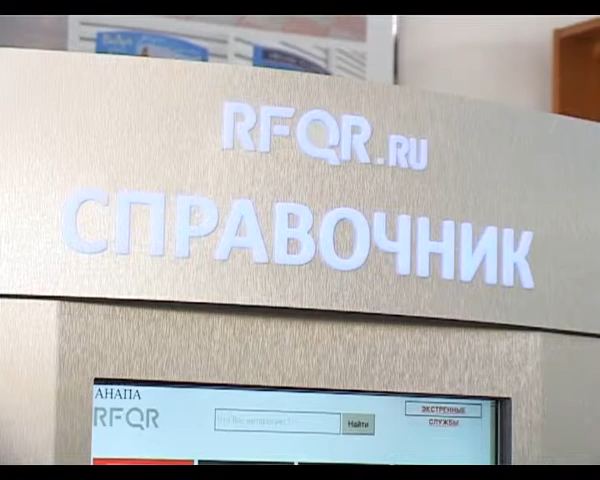 RFQR.RU
СПРАВОЧНИК
АНАПА
RFQR
Найти
ЭКСТРЕННЫЕ
СЛУЖБЫ